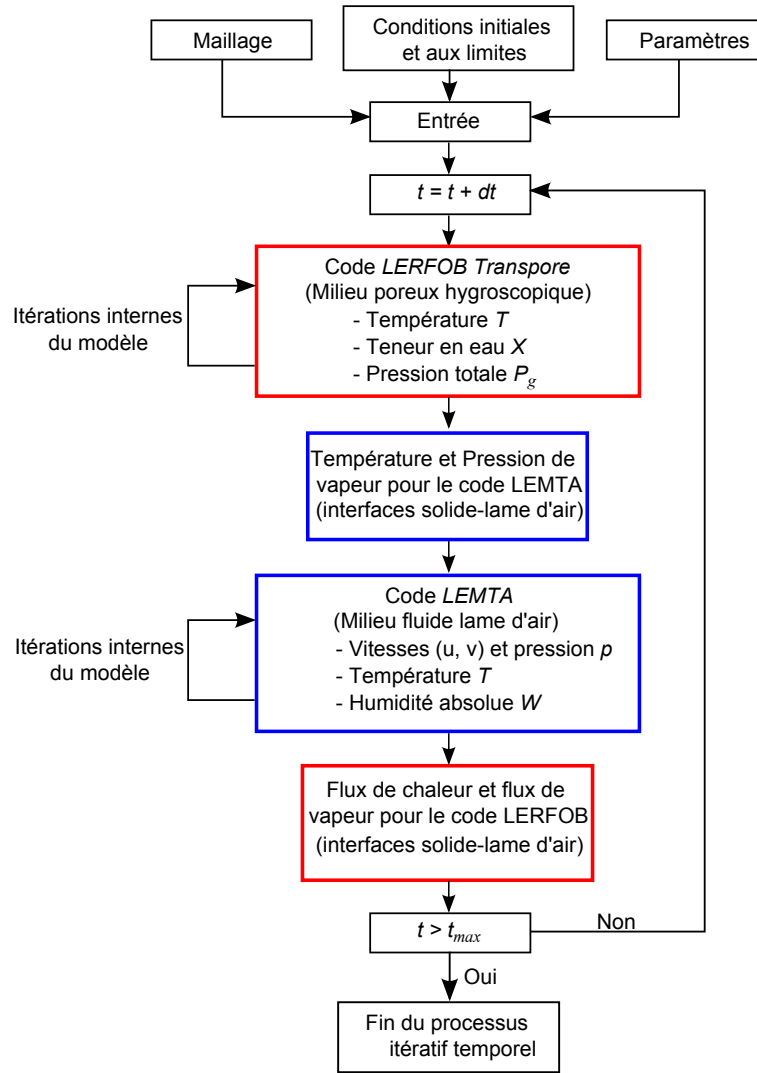 Maillage
Conditions initiales
et aux limites
Paramètres
Entrée
t = t + dt
Code LERFOB Transpore
(Milieu poreux hygroscopique)
- Température T
- Teneur en eau X
- Pression totale Pg
Itérations internes
du modèle
Température et Pression de
vapeur pour le code LEMTA
(interfaces solide-lame d'air)
Code LEMTA
(Milieu fluide lame d'air)
- Vitesses (u, v) et pression p
- Température T
- Humidité absolue W
Itérations internes
du modèle
Flux de chaleur et flux de
vapeur pour le code LERFOB
(interfaces solide-lame d'air)
t > tmax
Non
Oui
Fin du processus
itératif temporel